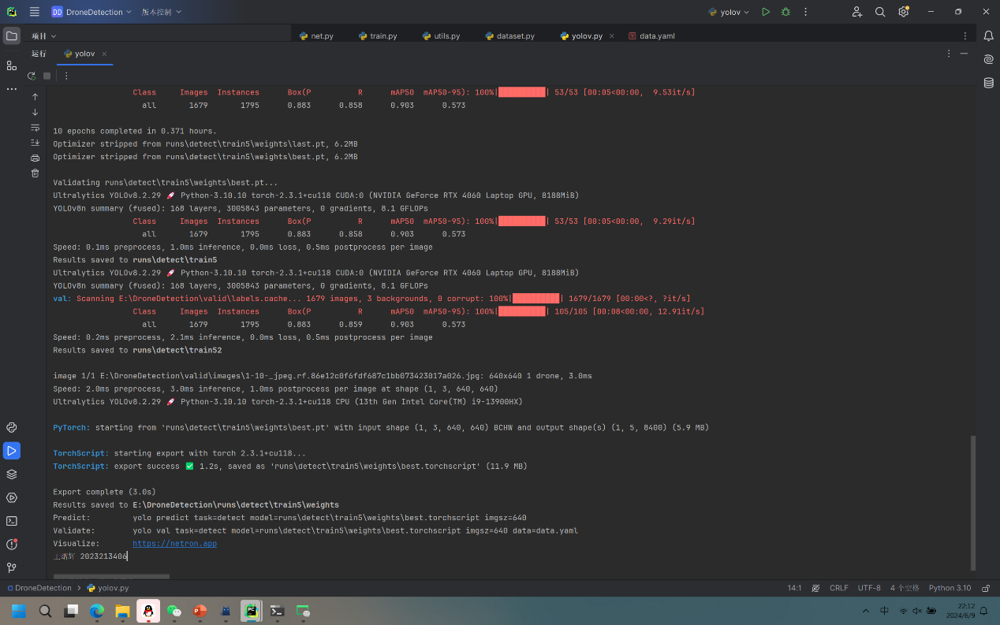 DD DroneDetection 版本控制 yolov
项目 net.py train.py utils.py dataset.py yolov.py data.yaml
运行 yolov
Class Images Instances Box(P R mAP50 mAP50-95): 100%|██████████| 53/53 [00:05<00:00, 9.53it/s]
all 1679 1795 0.883 0.858 0.903 0.573
10 epochs completed in 0.371 hours.
Optimizer stripped from runs\detect\train5\weights\last.pt, 6.2MB
Optimizer stripped from runs\detect\train5\weights\best.pt, 6.2MB
Validating runs\detect\train5\weights\best.pt...
Ultralytics YOLOv8.2.29 🚀 Python-3.10.10 torch-2.3.1+cu118 CUDA:0 (NVIDIA GeForce RTX 4060 Laptop GPU, 8188MiB)
YOLOv8n summary (fused): 168 layers, 3005843 parameters, 0 gradients, 8.1 GFLOPs
Class Images Instances Box(P R mAP50 mAP50-95): 100%|██████████| 53/53 [00:05<00:00, 9.29it/s]
all 1679 1795 0.883 0.858 0.903 0.573
Speed: 0.1ms preprocess, 1.0ms inference, 0.0ms loss, 0.5ms postprocess per image
Results saved to runs\detect\train5
Ultralytics YOLOv8.2.29 🚀 Python-3.10.10 torch-2.3.1+cu118 CUDA:0 (NVIDIA GeForce RTX 4060 Laptop GPU, 8188MiB)
YOLOv8n summary (fused): 168 layers, 3005843 parameters, 0 gradients, 8.1 GFLOPs
val: Scanning E:\DroneDetection\valid\labels.cache... 1679 images, 3 backgrounds, 0 corrupt: 100%|██████████| 1679/1679 [00:00<?, ?it/s]
Class Images Instances Box(P R mAP50 mAP50-95): 100%|██████████| 105/105 [00:08<00:00, 12.91it/s]
all 1679 1795 0.883 0.859 0.903 0.573
Speed: 0.2ms preprocess, 2.1ms inference, 0.0ms loss, 0.5ms postprocess per image
Results saved to runs\detect\train52
image 1/1 E:\DroneDetection\valid\images\1-10-_jpeg.rf.86e12c0f6fdf687c1bb073423017a026.jpg: 640x640 1 drone, 3.0ms
Speed: 2.0ms preprocess, 3.0ms inference, 1.0ms postprocess per image at shape (1, 3, 640, 640)
Ultralytics YOLOv8.2.29 🚀 Python-3.10.10 torch-2.3.1+cu118 CPU (13th Gen Intel Core(TM) i9-13900HX)
PyTorch: starting from 'runs\detect\train5\weights\best.pt' with input shape (1, 3, 640, 640) BCHW and output shape(s) (1, 5, 8400) (5.9 MB)
TorchScript: starting export with torch 2.3.1+cu118...
TorchScript: export success ✅ 1.2s, saved as 'runs\detect\train5\weights\best.torchscript' (11.9 MB)
Export complete (3.0s)
Results saved to E:\DroneDetection\runs\detect\train5\weights
Predict: yolo predict task=detect model=runs\detect\train5\weights\best.torchscript imgsz=640
Validate: yolo val task=detect model=runs\detect\train5\weights\best.torchscript imgsz=640 data=data.yaml
Visualize: https://netron.app
2023213406
DroneDetection > yolov.py 14:1 CRLF UTF-8 4 个空格 Python 3.10
中 22:12
2024/6/9